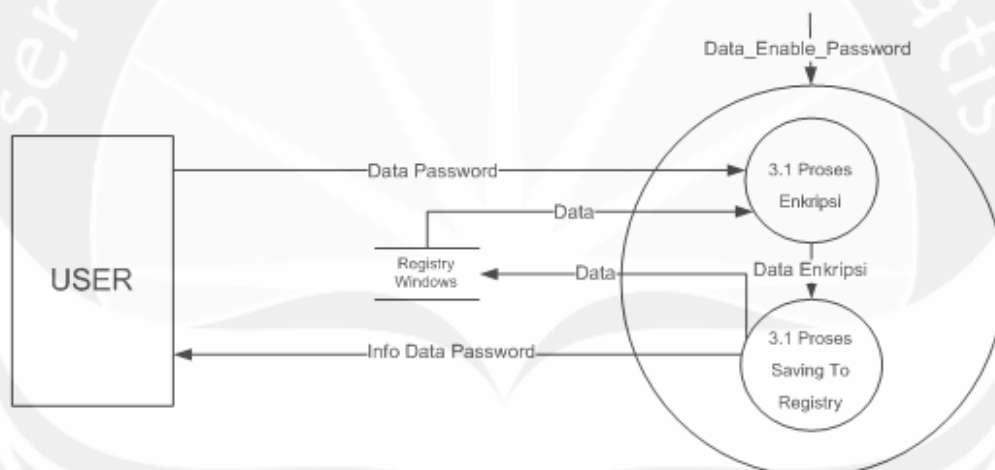 Data_Enable_Password
Data Password
3.1 Proses
Enkripsi
Data
Registry
Windows
USER
Data
Data Enkripsi
Info Data Password
3.1 Proses
Saving To
Registry